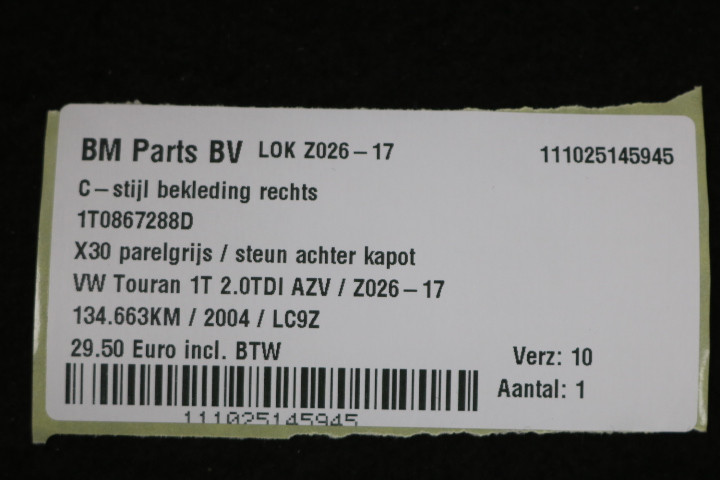 BM Parts BV LOK Z026-17 111025145945
C-stijl bekleding rechts
1T0867288D
X30 parelgrijs / steun achter kapot
VW Touran 1T 2.0TDI AZV / Z026-17
134.663KM / 2004 / LC9Z
29.50 Euro incl. BTW Verz: 10
Aantal: 1
111025145945